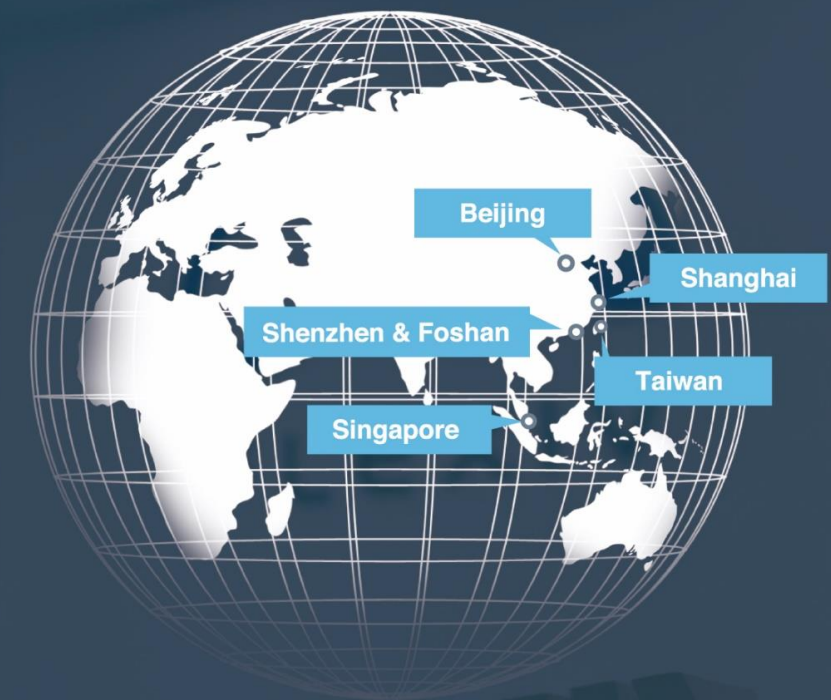 Beijing
Shanghai
Shenzhen & Foshan
Taiwan
Singapore